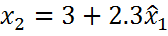 x₂ = 3 + 2.3x̂₁